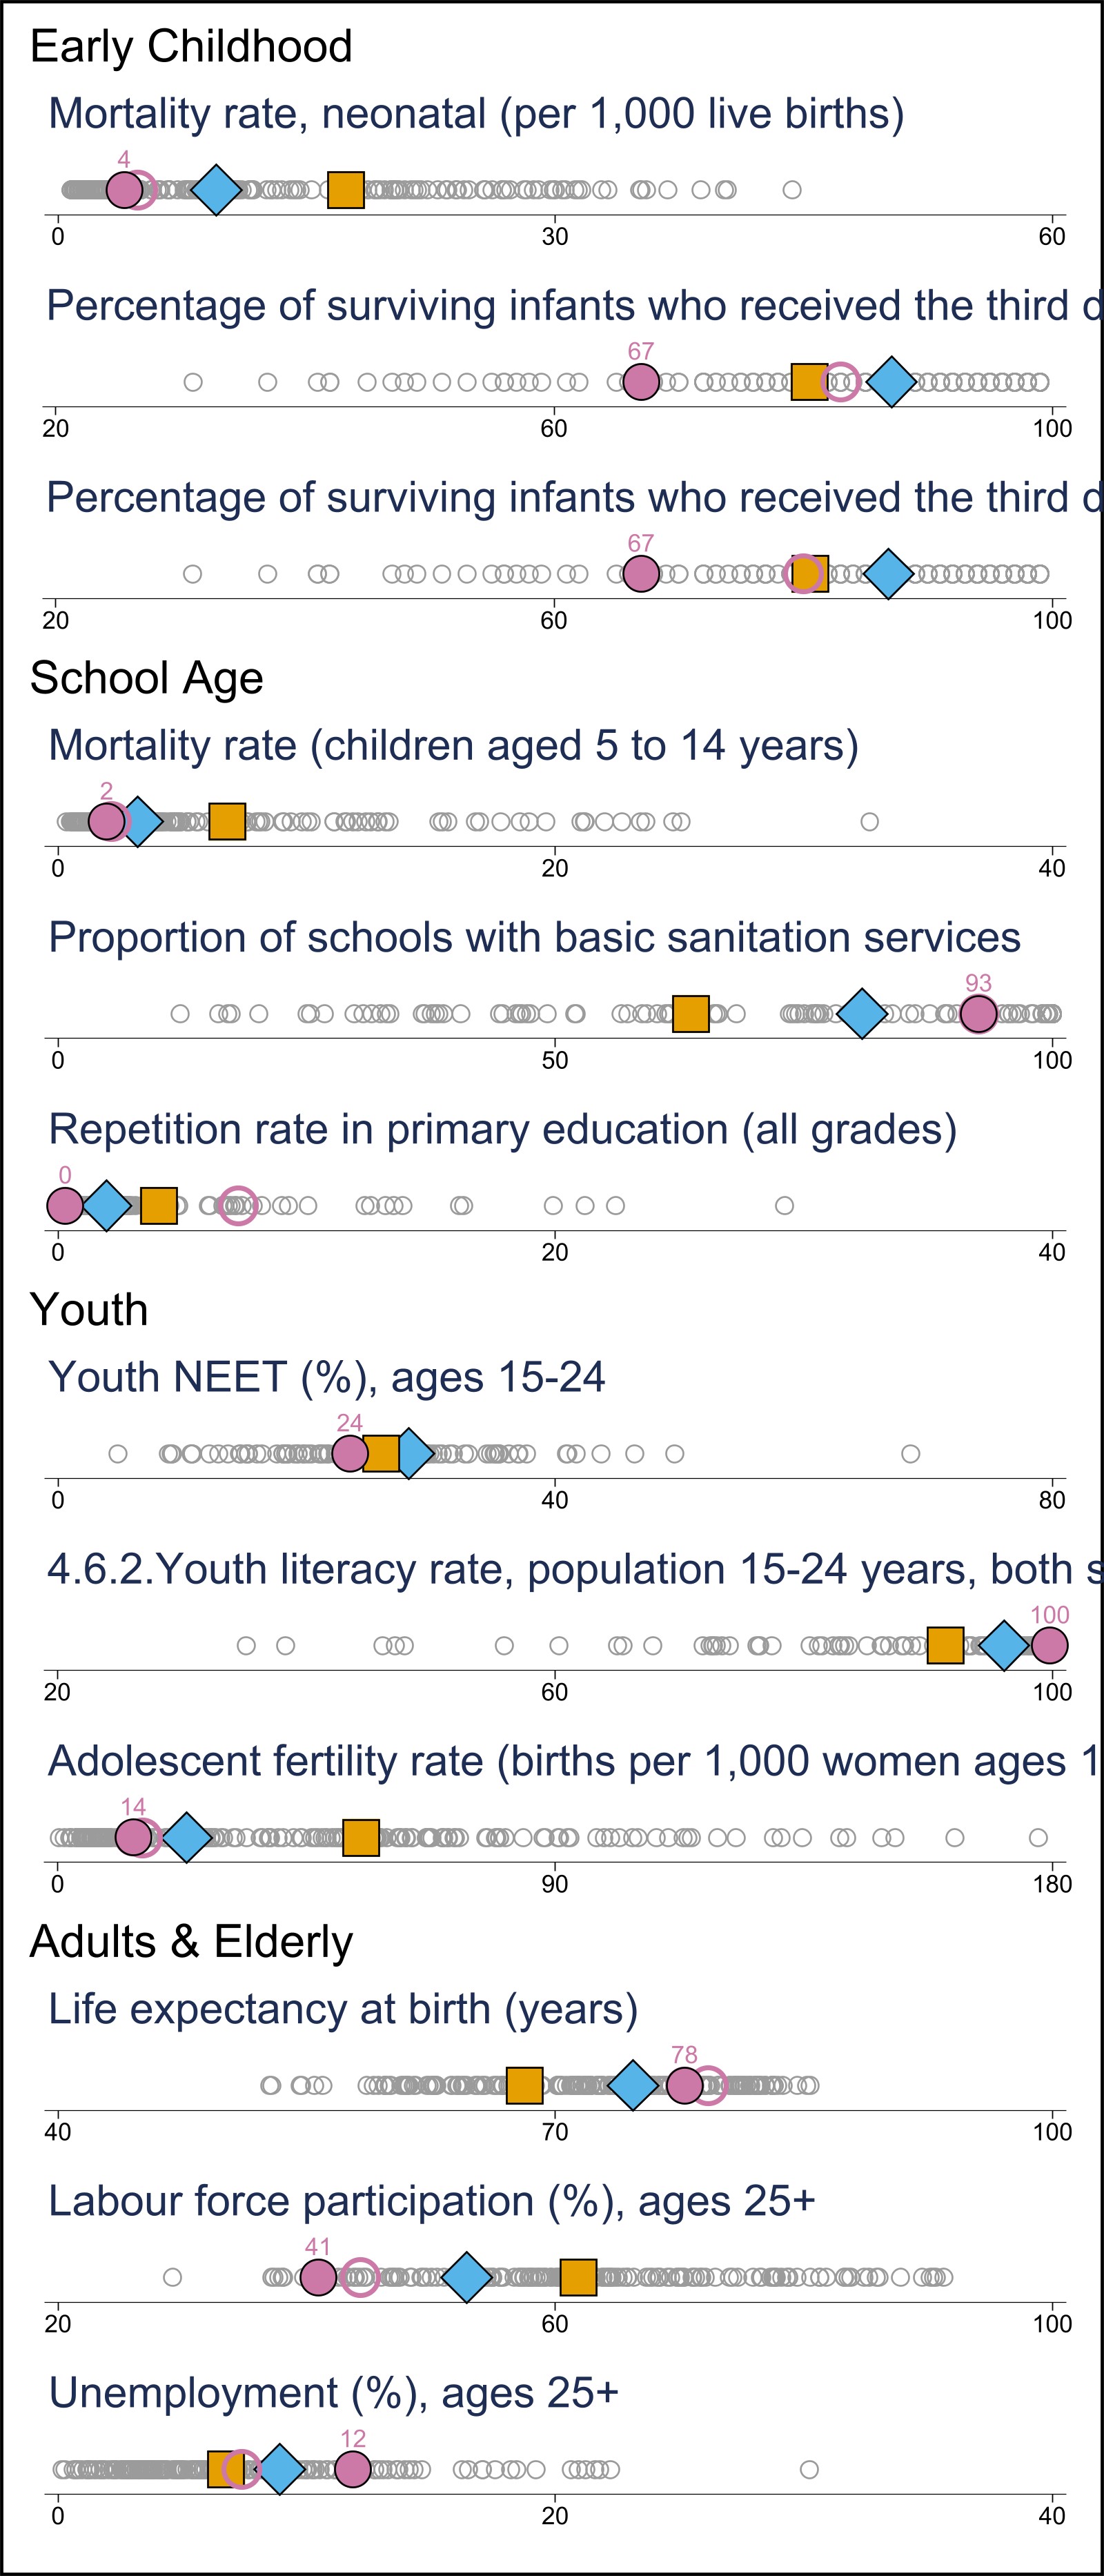 Early Childhood
Mortality rate, neonatal (per 1,000 live births)
4
0 30 60
Percentage of surviving infants who received the third d
67
20 60 100
Percentage of surviving infants who received the third d
67
20 60 100
School Age
Mortality rate (children aged 5 to 14 years)
2
0 20 40
Proportion of schools with basic sanitation services
93
0 50 100
Repetition rate in primary education (all grades)
0
0 20 40
Youth
Youth NEET (%), ages 15-24
24
0 40 80
4.6.2.Youth literacy rate, population 15-24 years, both s
100
20 60 100
Adolescent fertility rate (births per 1,000 women ages 1
14
0 90 180
Adults & Elderly
Life expectancy at birth (years)
78
40 70 100
Labour force participation (%), ages 25+
41
20 60 100
Unemployment (%), ages 25+
12
0 20 40